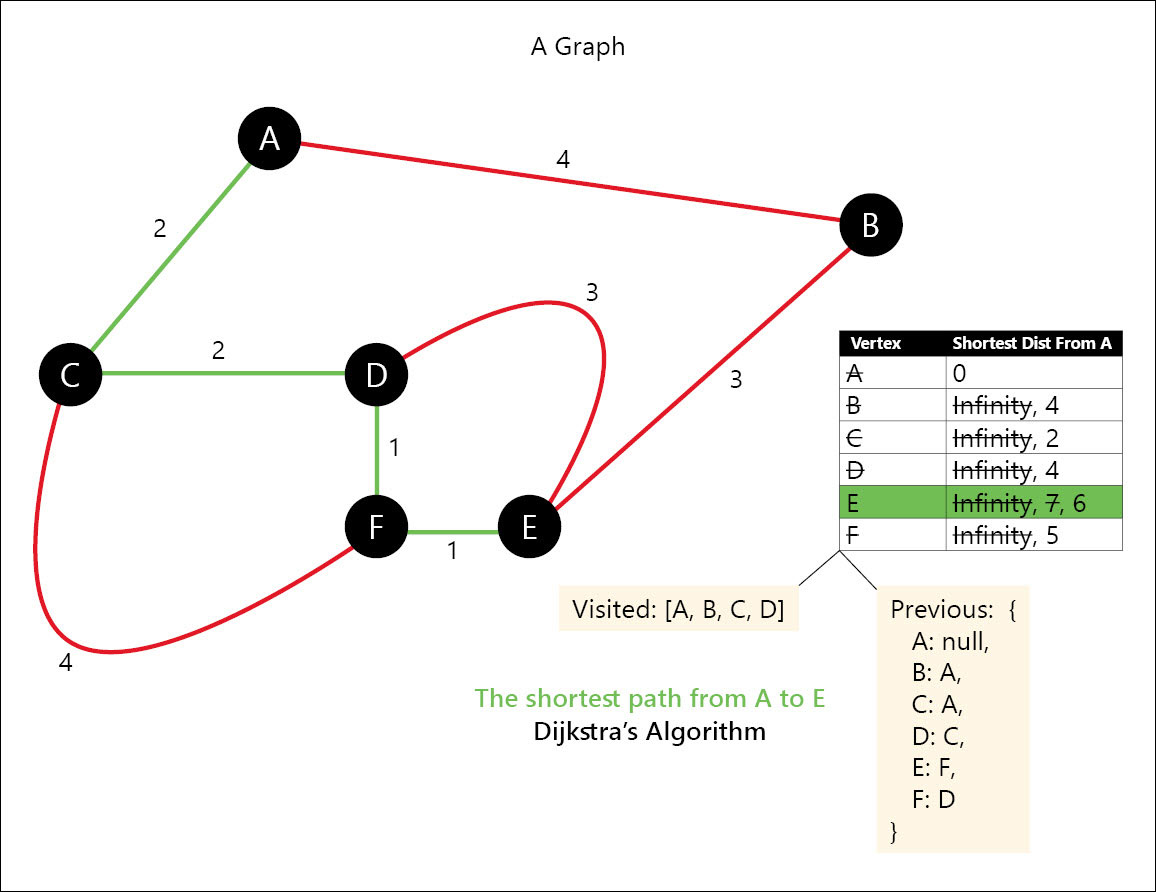 A Graph
A
4
B
2
3
C
2
D
3
1
F
1
E
4
Vertex Shortest Dist From A
A 0
B Infinity, 4
C Infinity, 2
D Infinity, 4
E Infinity, 7, 6
F Infinity, 5
Visited: [A, B, C, D]
Previous: {
A: null,
B: A,
C: A,
D: C,
E: F,
F: D
}
The shortest path from A to E
Dijkstra’s Algorithm